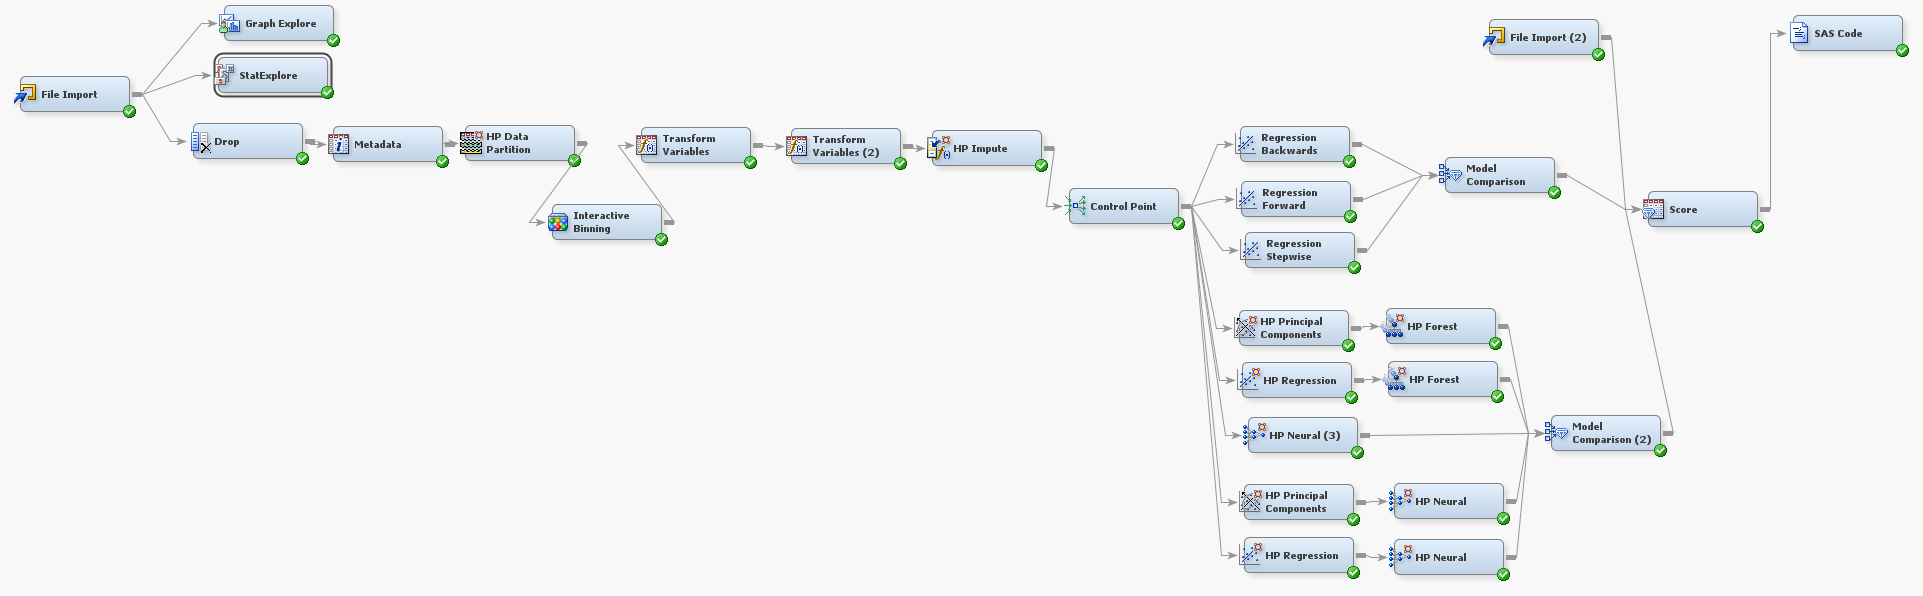 Graph Explore
StatExplore
File Import
Drop
Metadata
HP Data
Partition
Interactive
Binning
Transform
Variables
Transform
Variables (2)
HP Impute
Control Point
Regression
Backwards
Regression
Forward
Regression
Stepwise
Model
Comparison
HP Principal
Components
HP Forest
HP Regression
HP Forest
HP Neural (3)
HP Principal
Components
HP Neural
HP Regression
HP Neural
Model
Comparison (2)
File Import (2)
Score
SAS Code